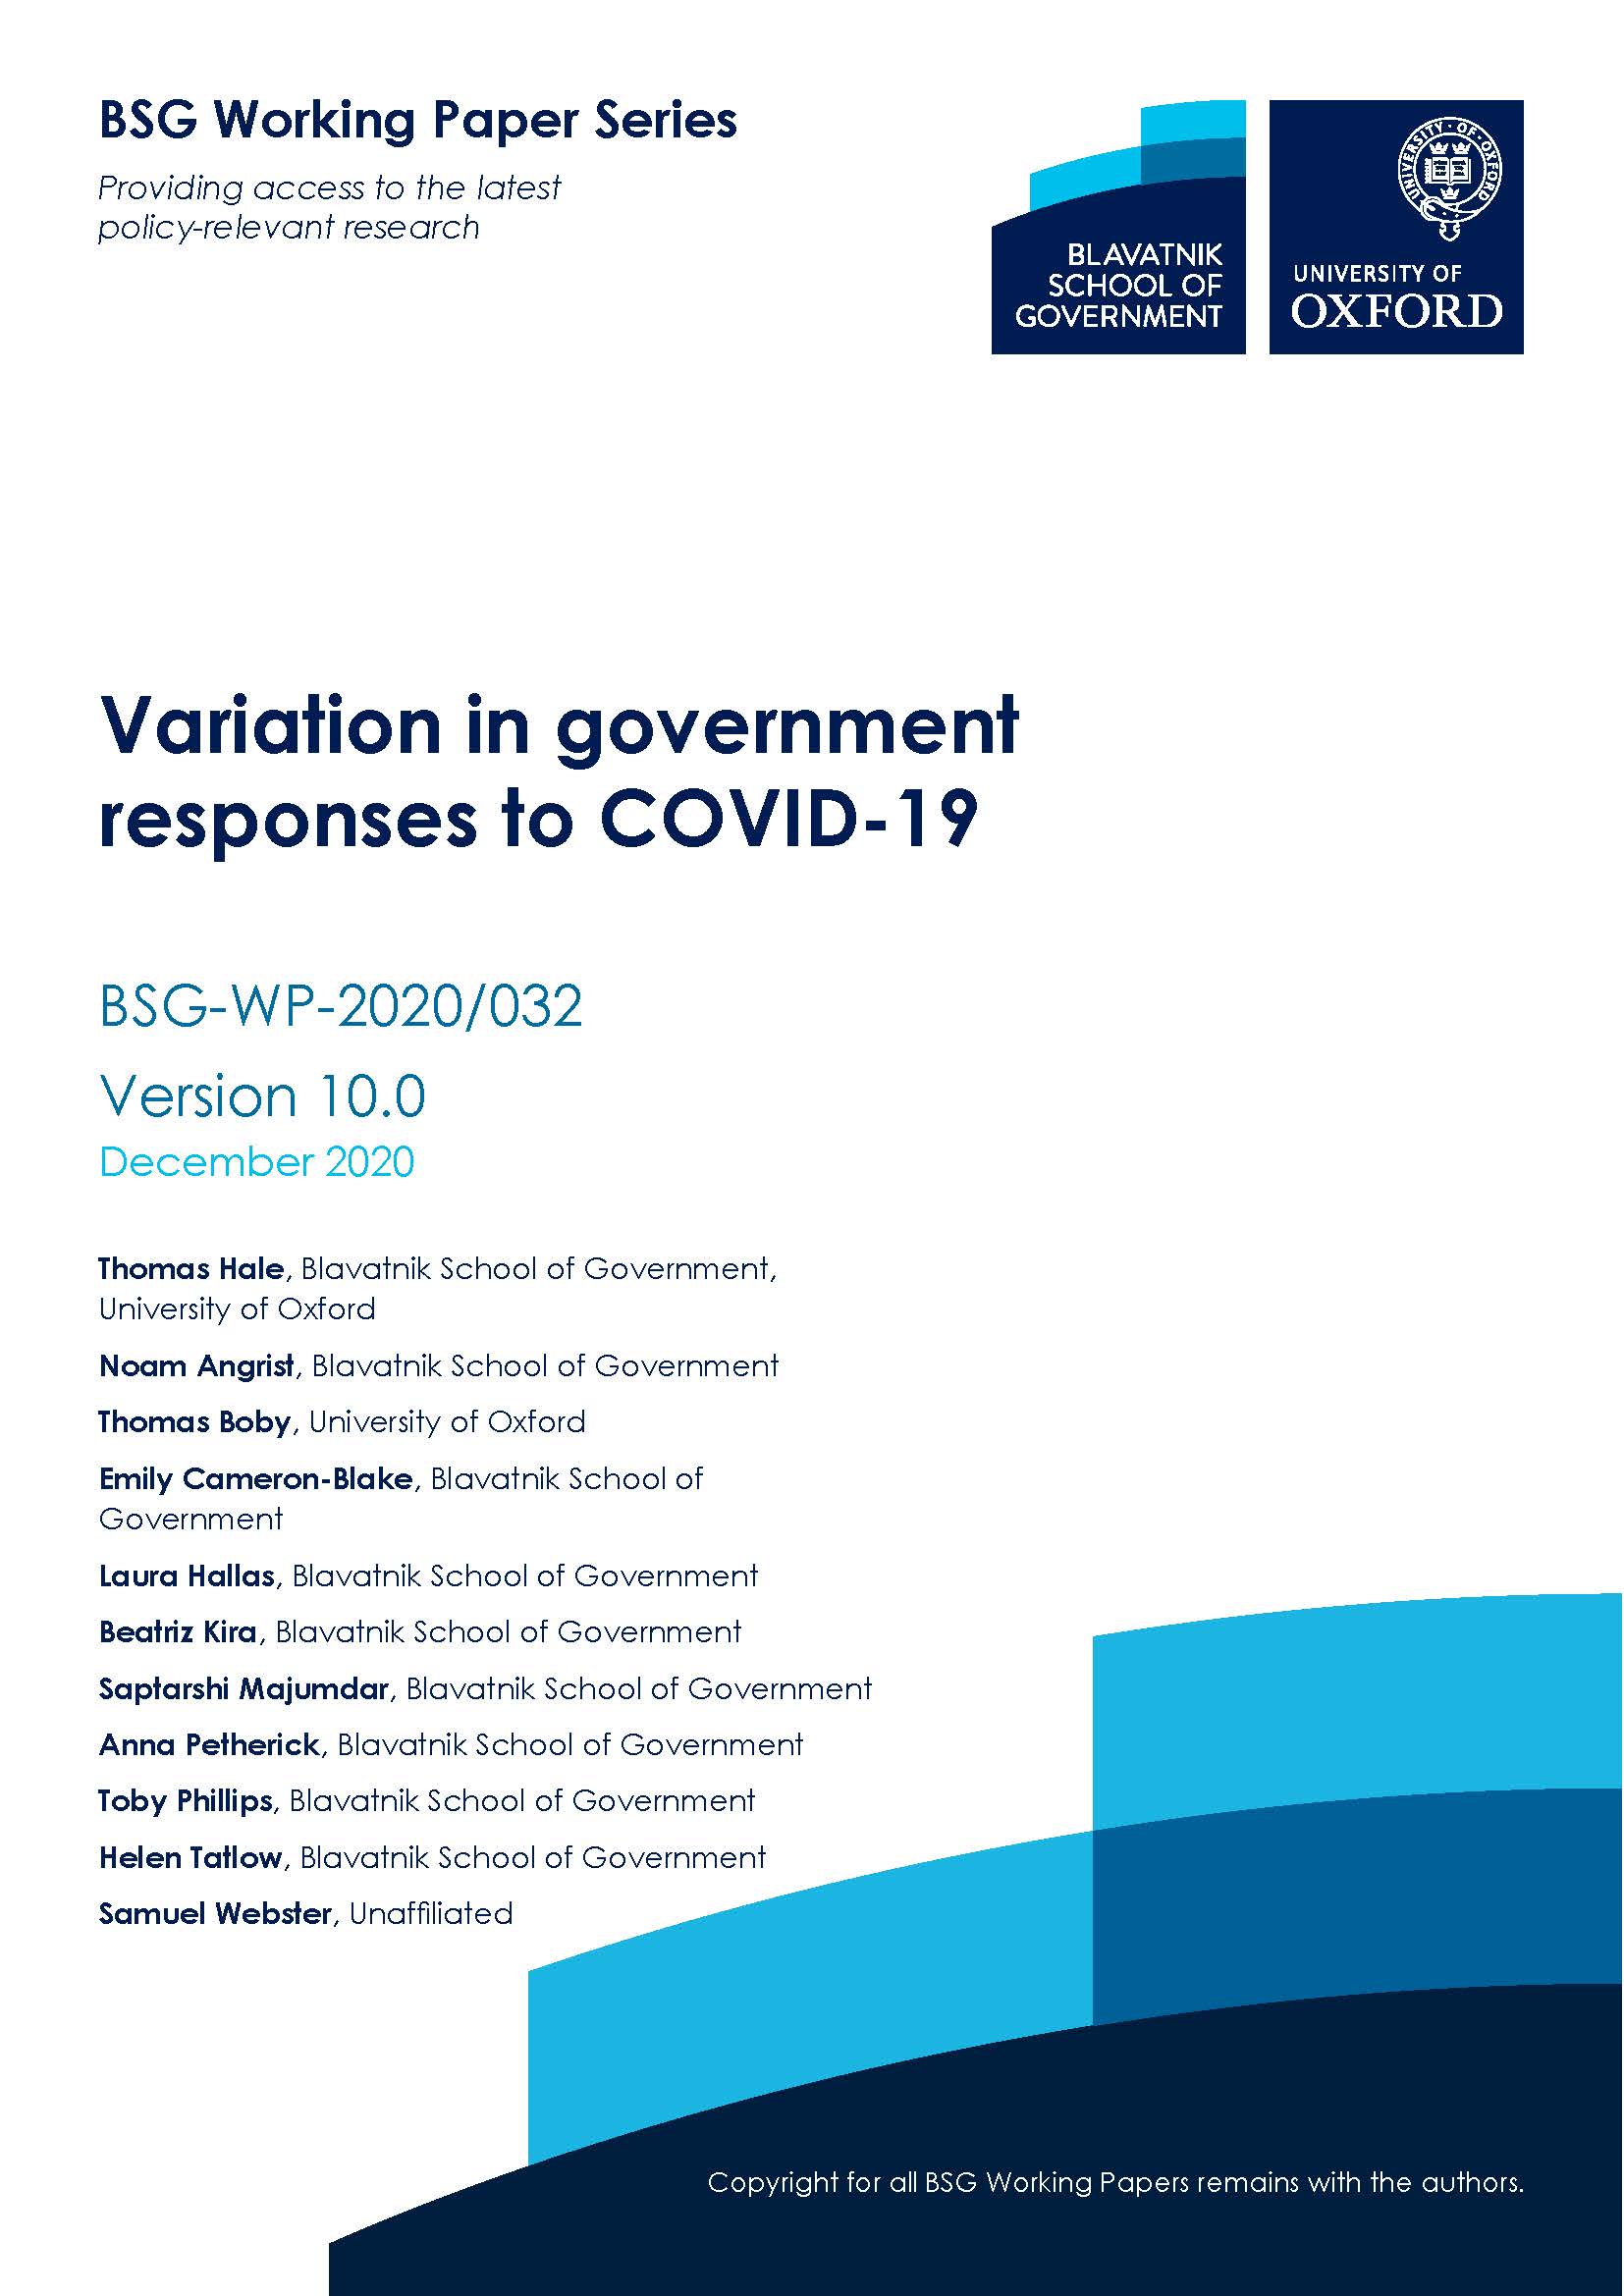 BSG Working Paper Series
Providing access to the latest
policy-relevant research
BLAVATNIK
SCHOOL OF
GOVERNMENT
UNIVERSITY · OF · OXFORD
UNIVERSITY OF
OXFORD
Variation in government
responses to COVID-19
BSG-WP-2020/032
Version 10.0
December 2020
Thomas Hale, Blavatnik School of Government,
University of Oxford
Noam Angrist, Blavatnik School of Government
Thomas Boby, University of Oxford
Emily Cameron-Blake, Blavatnik School of
Government
Laura Hallas, Blavatnik School of Government
Beatriz Kira, Blavatnik School of Government
Saptarshi Majumdar, Blavatnik School of Government
Anna Petherick, Blavatnik School of Government
Toby Phillips, Blavatnik School of Government
Helen Tatlow, Blavatnik School of Government
Samuel Webster, Unaffiliated
Copyright for all BSG Working Papers remains with the authors.